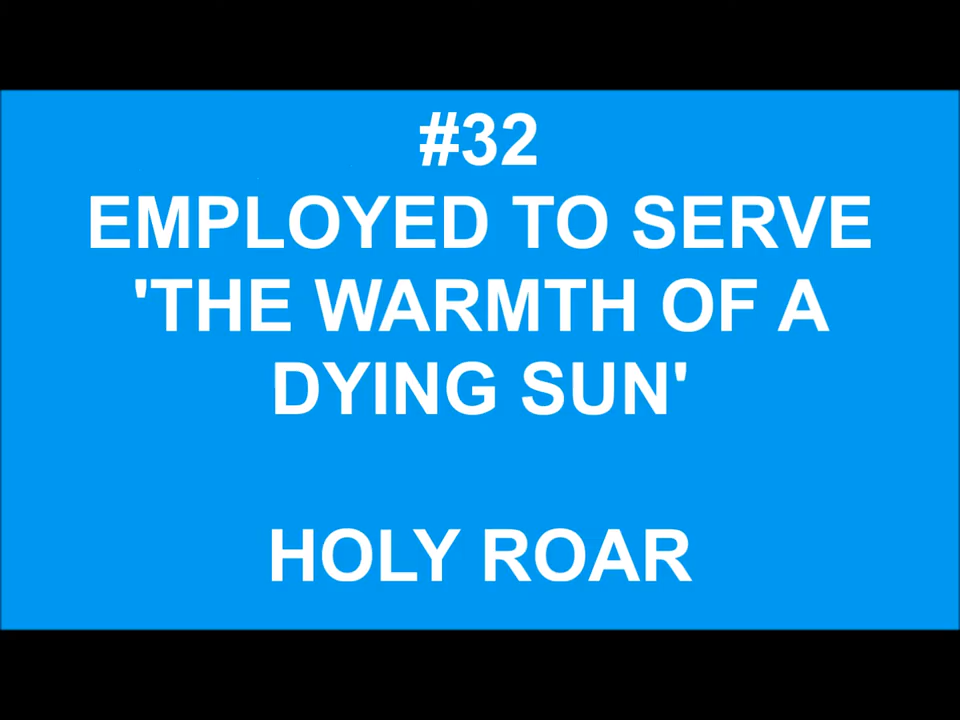 #32
EMPLOYED TO SERVE
'THE WARMTH OF A
DYING SUN'
HOLY ROAR